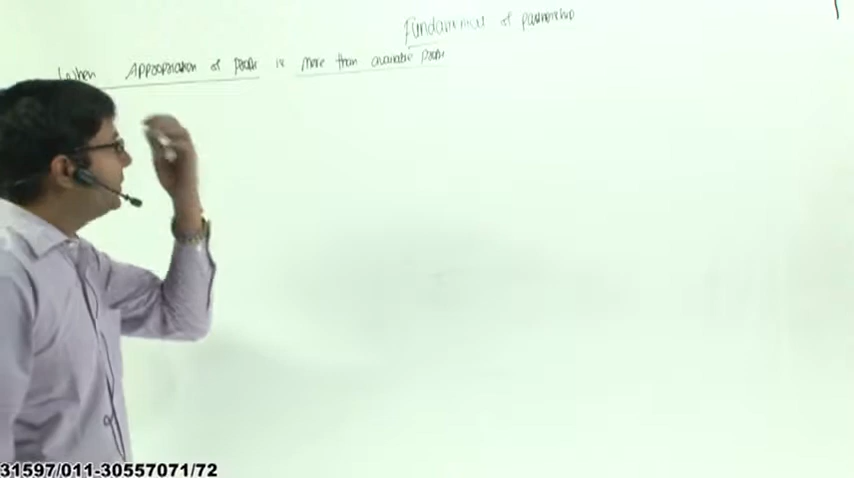 Fundamental of partnership
When Appropriation of Profit is more than available Profit
31597/011-30557071/72